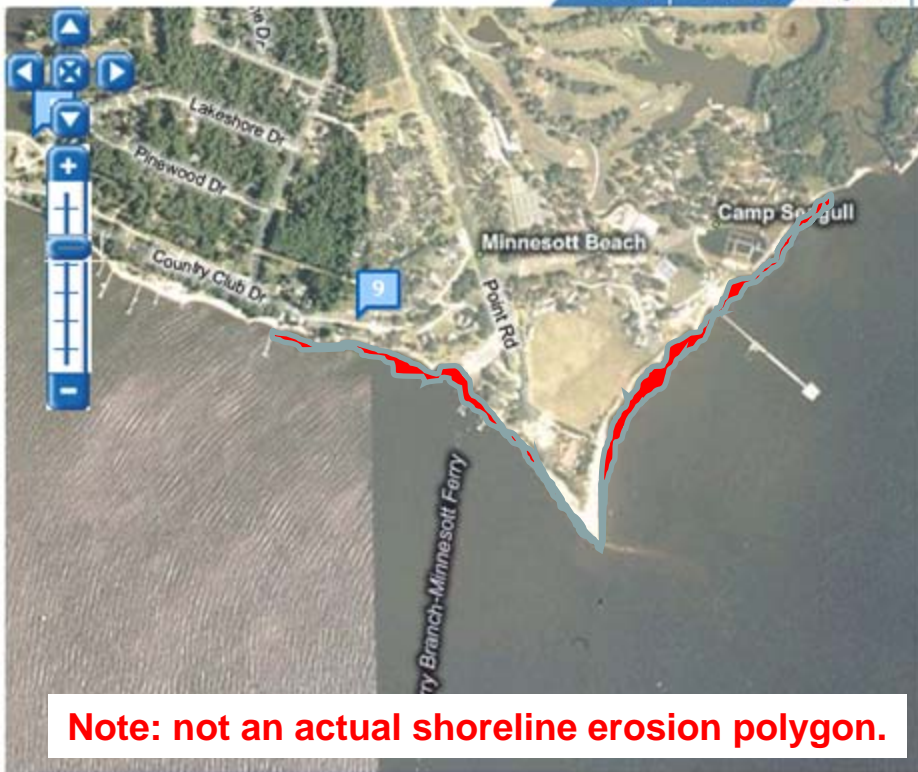 Lakeshore Dr
Pinewood Dr
Country Club Dr
9
Point Rd
Minnesott Beach
Camp Seagull
Branch-Minnesott Ferry
Note: not an actual shoreline erosion polygon.